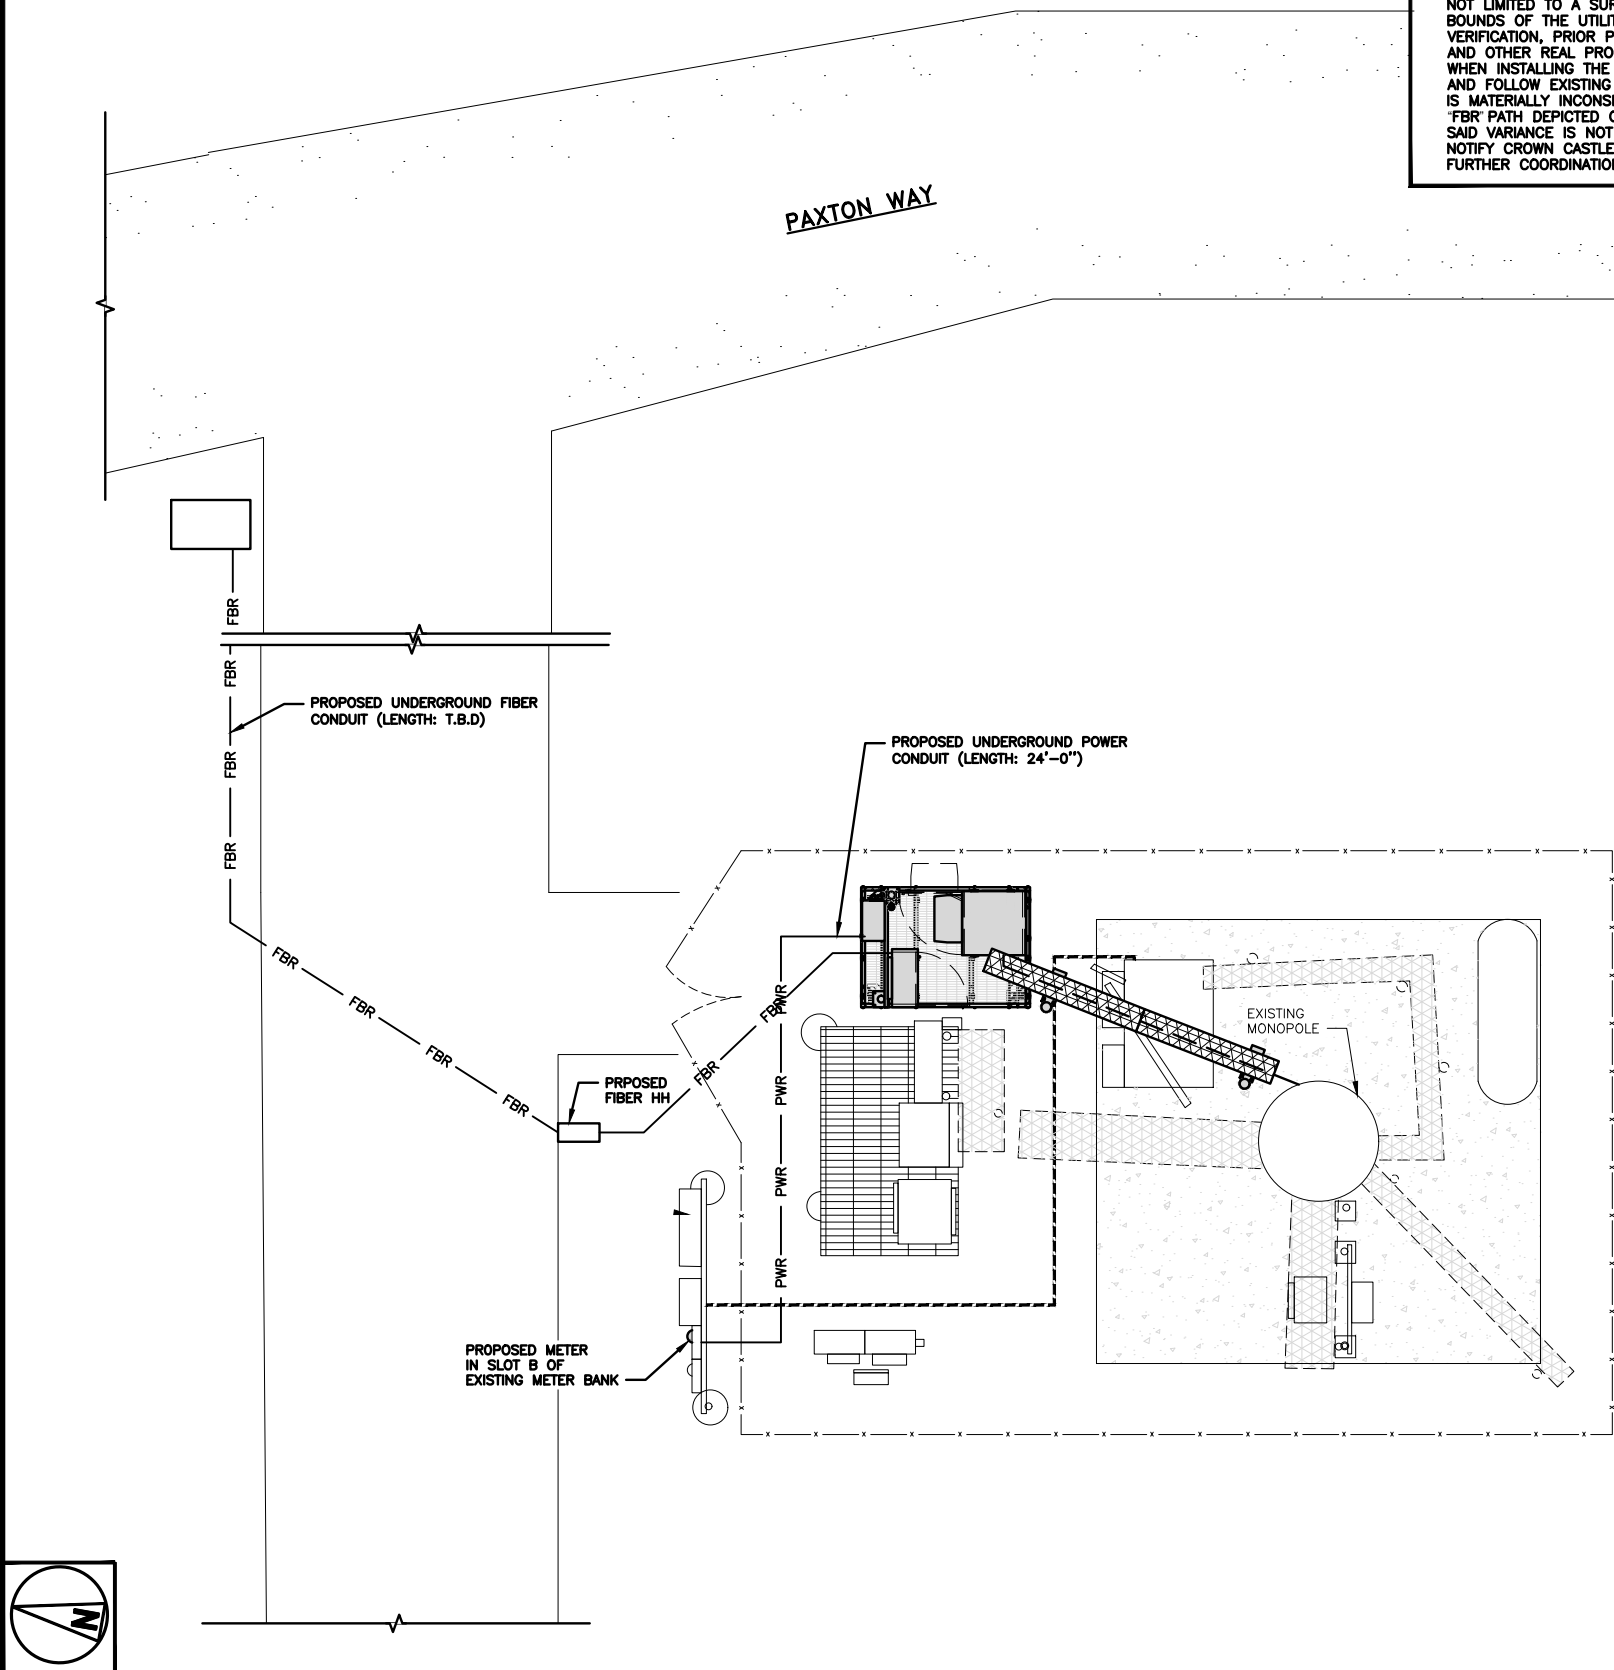 NOT LIMITED TO A SUR
BOUNDS OF THE UTILIT
VERIFICATION, PRIOR P
AND OTHER REAL PRO
WHEN INSTALLING THE
AND FOLLOW EXISTING
IS MATERIALLY INCONSI
"FBR" PATH DEPICTED O
SAID VARIANCE IS NOT
NOTIFY CROWN CASTLE
FURTHER COORDINATION
PAXTON WAY
FBR
FBR
PROPOSED UNDERGROUND FIBER
CONDUIT (LENGTH: T.B.D)
FBR
PROPOSED UNDERGROUND POWER
CONDUIT (LENGTH: 24'-0")
FBR
FBR
FBR
FBR
FBR
FBR
PWR
EXISTING
MONOPOLE
FBR
PRPOSED
FIBER HH
PWR
PWR
PWR
PROPOSED METER
IN SLOT B OF
EXISTING METER BANK
N